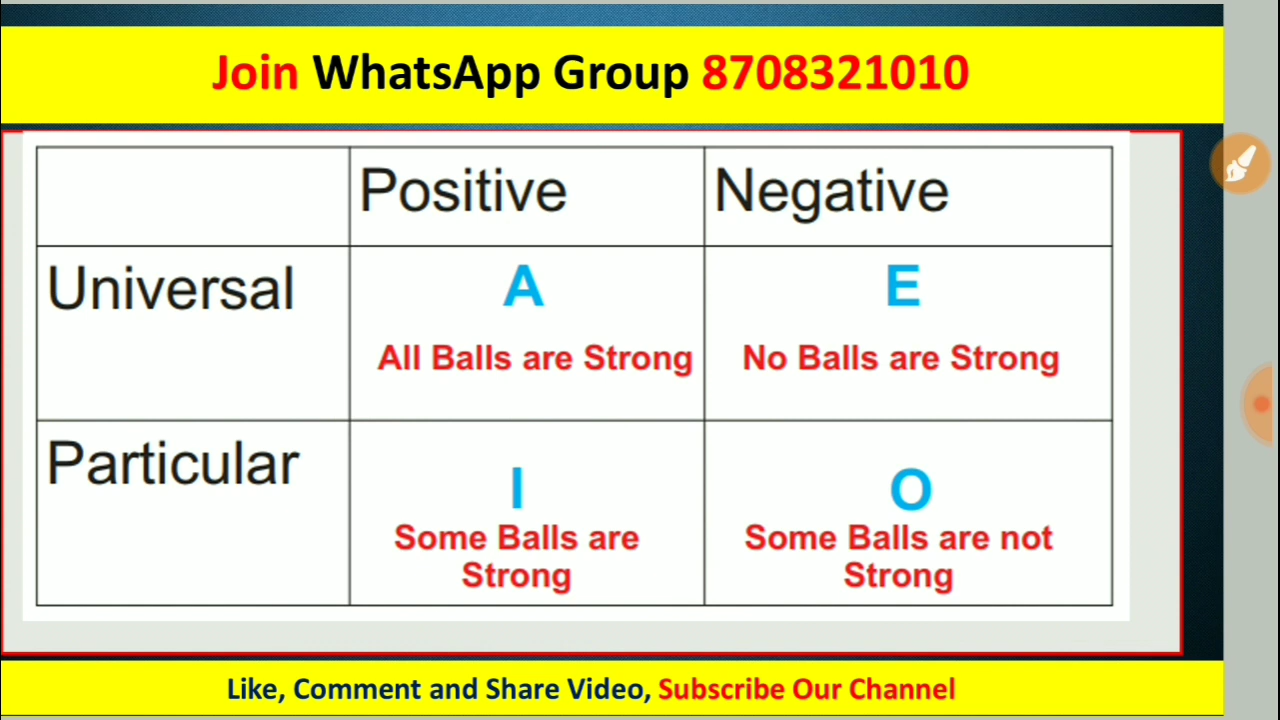 Join WhatsApp Group 8708321010
Positive
Negative
Universal
A
E
All Balls are Strong
No Balls are Strong
Particular
I
O
Some Balls are
Strong
Some Balls are not
Strong
Like, Comment and Share Video, Subscribe Our Channel